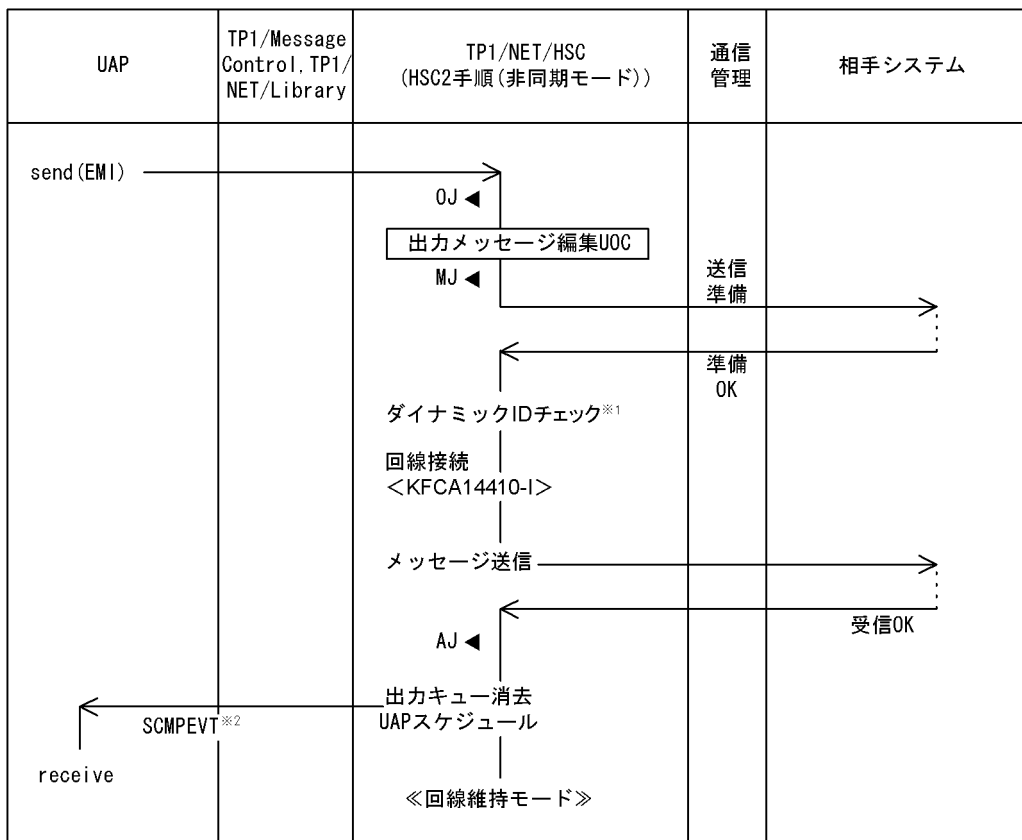 UAP
TP1/Message
Control,TP1/
NET/Library
TP1/NET/HSC
(HSC2手順(非同期モード))
通信
管理
相手システム
send(EMI)
OJ
出力メッセージ編集UOC
MJ
送信
準備
準備
OK
ダイナミックIDチェック※1
回線接続
<KFCA14410-I>
メッセージ送信
受信OK
AJ
出力キュー消去
UAPスケジュール
SCMPEVT※2
receive
≪回線維持モード≫